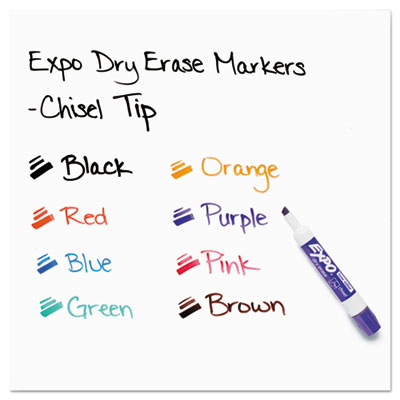 Expo Dry Erase Markers
-Chisel Tip
Black
Orange
Red
Purple
Blue
Pink
Green
Brown
EXPO